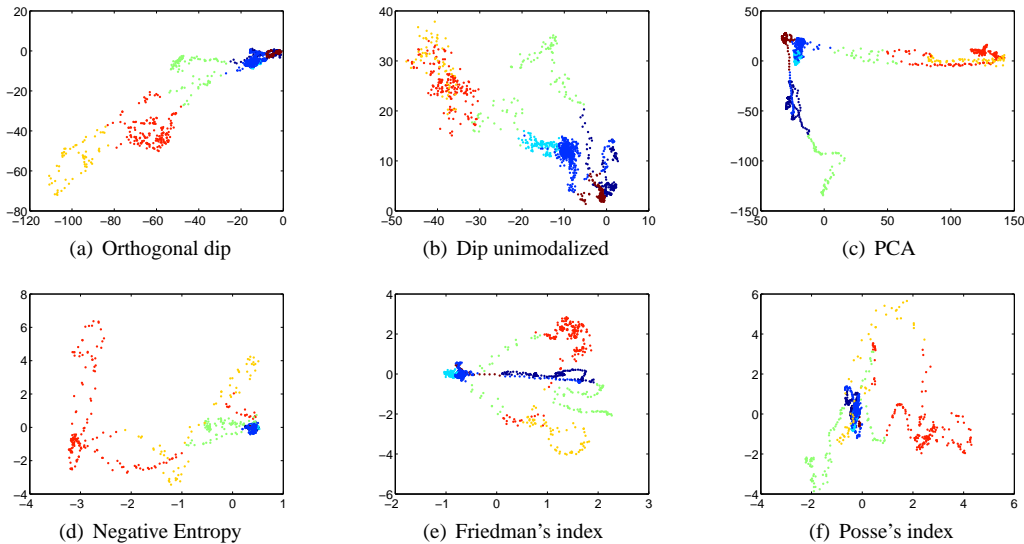 20
0
−20
−40
−60
−80
−120 −100 −80 −60 −40 −20 0
(a) Orthogonal dip
40
30
20
10
0
−50 −40 −30 −20 −10 0 10
(b) Dip unimodalized
50
0
−50
−100
−150
−50 0 50 100 150
(c) PCA
8
6
4
2
0
−2
−4
−4 −3 −2 −1 0 1
(d) Negative Entropy
4
2
0
−2
−4
−6
−2 −1 0 1 2 3
(e) Friedman's index
6
4
2
0
−2
−4
−4 −2 0 2 4 6
(f) Posse's index